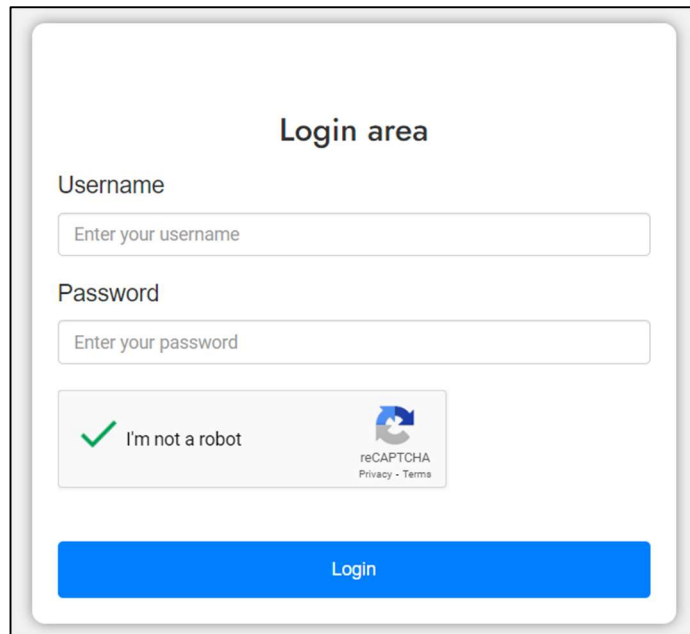 Login area
Username
Enter your username
Password
Enter your password
I'm not a robot
reCAPTCHA
Privacy - Terms
Login